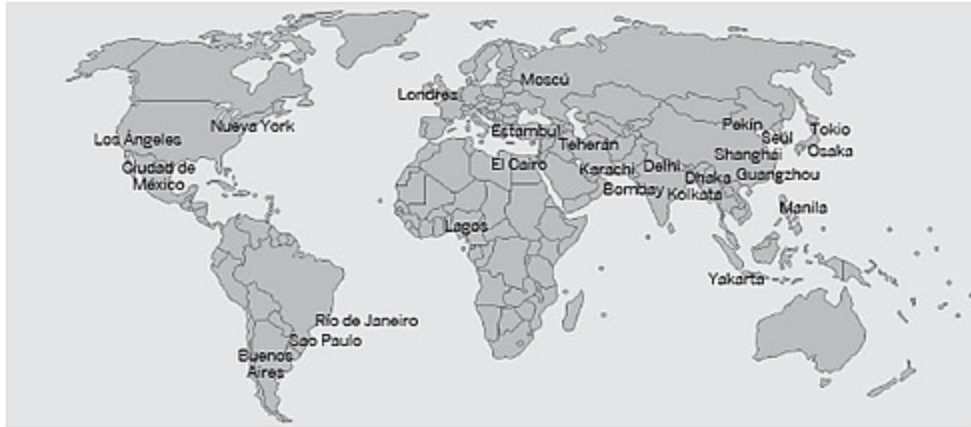 Moscú
Londres
Nueva York
Los Ángeles
Ciudad de
México
Estambul
Teherán
El Cairo
Karachi
Delhi
Bombay
Dhaka
Kolkata
Pekín
Seúl
Tokio
Osaka
Shanghái
Guangzhou
Manila
Lagos
Yakarta
Río de Janeiro
Sao Paulo
Buenos
Aires